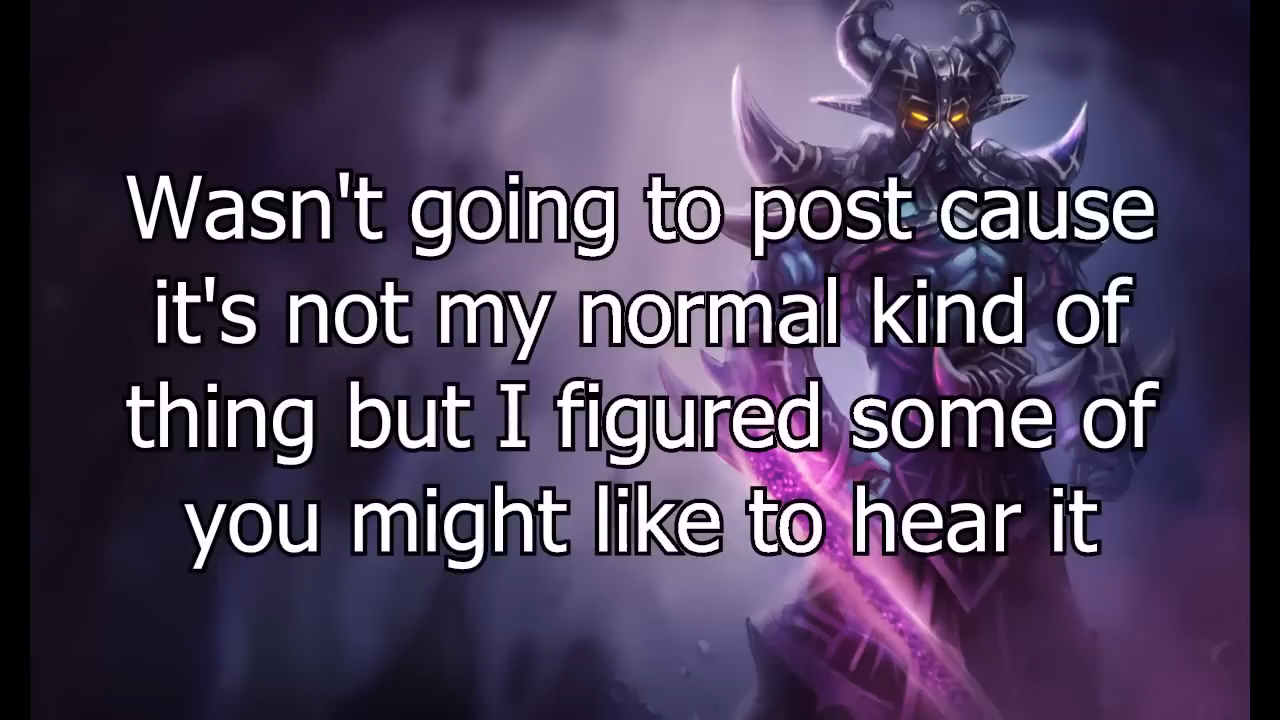 Wasn't going to post cause
it's not my normal kind of
thing but I figured some of
you might like to hear it